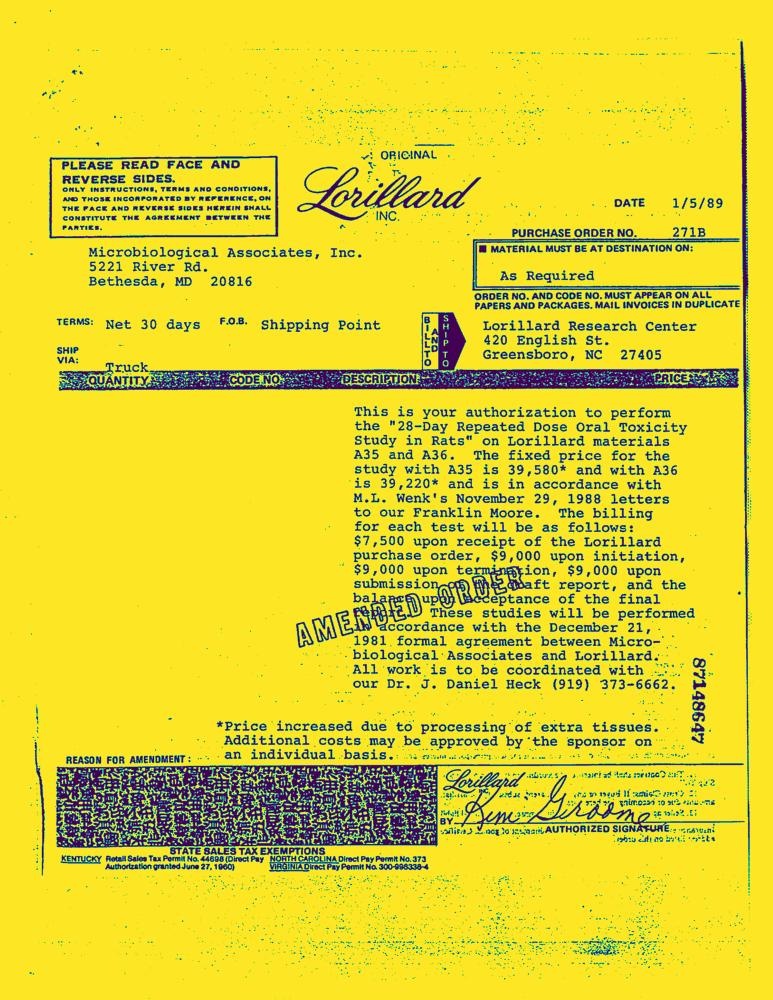 ORIGINAL
PLEASE READ FACE AND
REVERSE SIDES.
ONLY INSTRUCTIONS, TERMS AND CONDITIONS,
AND THOSE INCORPORATED BY REFERENCE, ON
THE FACE AND REVERSE SIDES HEREIN SHALL
CONSTITUTE THE AGREEMENT BETWEEN THE
PARTIES.
Lorillard
INC.
DATE 1/5/89
PURCHASE ORDER NO. 271B
MATERIAL MUST BE AT DESTINATION ON:
As Required
ORDER NO. AND CODE NO. MUST APPEAR ON ALL
PAPERS AND PACKAGES. MAIL INVOICES IN DUPLICATE
Microbiological Associates, Inc.
5221 River Rd.
Bethesda, MD 20816
TERMS: Net 30 days F.O.B. Shipping Point
SHIP
VIA:
Truck
BILL TO
AND
SHIP TO
Lorillard Research Center
420 English St.
Greensboro, NC 27405
QUANTITY CODE NO. DESCRIPTION PRICE
This is your authorization to perform
the "28-Day Repeated Dose Oral Toxicity
Study in Rats" on Lorillard materials
A35 and A36. The fixed price for the
study with A35 is 39,580* and with A36
is 39,220* and is in accordance with
M.L. Wenk's November 29, 1988 letters
to our Franklin Moore. The billing
for each test will be as follows:
$7,500 upon receipt of the Lorillard
purchase order, $9,000 upon initiation,
$9,000 upon termination, $9,000 upon
submission of the draft report, and the
balance upon acceptance of the final
report. These studies will be performed
in accordance with the December 21,
1981 formal agreement between Micro-
biological Associates and Lorillard.
All work is to be coordinated with
our Dr. J. Daniel Heck (919) 373-6662.
AMENDED ORDER
87148647
*Price increased due to processing of extra tissues.
Additional costs may be approved by the sponsor on
an individual basis.
REASON FOR AMENDMENT:
Lorillard
BY Kim Geroome
AUTHORIZED SIGNATURE
STATE SALES TAX EXEMPTIONS
KENTUCKY Retail Sales Tax Permit No. 44698 (Direct Pay NORTH CAROLINA Direct Pay Permit No. 373
Authorization granted June 27, 1960) VIRGINIA Direct Pay Permit No. 300-998338-4